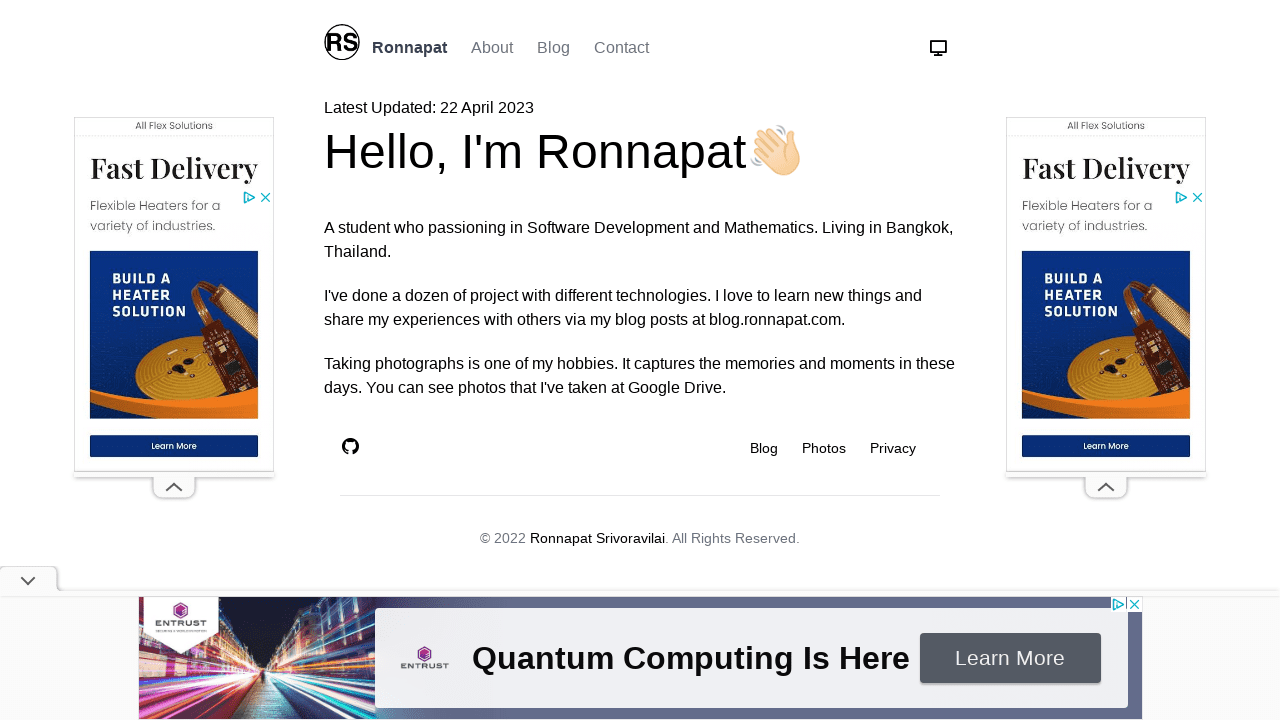 RS Ronnapat About Blog Contact
Latest Updated: 22 April 2023
Hello, I'm Ronnapat
A student who passioning in Software Development and Mathematics. Living in Bangkok,
Thailand.
I've done a dozen of project with different technologies. I love to learn new things and
share my experiences with others via my blog posts at blog.ronnapat.com.
Taking photographs is one of my hobbies. It captures the memories and moments in these
days. You can see photos that I've taken at Google Drive.
Blog Photos Privacy
© 2022 Ronnapat Srivoravilai. All Rights Reserved.
All Flex Solutions
Fast Delivery
Flexible Heaters for a
variety of industries.
BUILD A
HEATER
SOLUTION
Learn More
All Flex Solutions
Fast Delivery
Flexible Heaters for a
variety of industries.
BUILD A
HEATER
SOLUTION
Learn More
ENTRUST
ENTRUST
Quantum Computing Is Here
Learn More